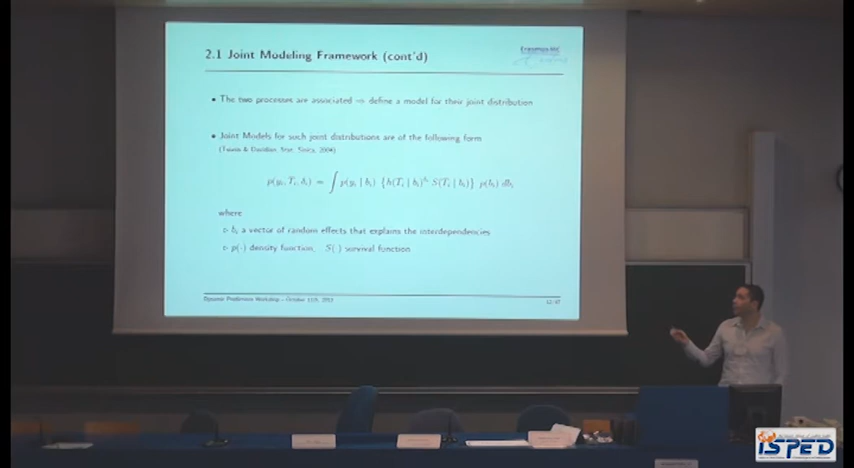 2.1 Joint Modeling Framework (cont'd)
Erasmus MC
• The two processes are associated ⇒ define a model for their joint distribution
• Joint Models for such joint distributions are of the following form
(Tsiatis & Davidian, Stat. Sinica, 2004)
p(yᵢ, Tᵢ, δᵢ) = ∫ p(yᵢ | bᵢ) {h(Tᵢ | bᵢ)^δᵢ S(Tᵢ | bᵢ)} p(bᵢ) dbᵢ
where
▷ bᵢ a vector of random effects that explains the interdependencies
▷ p(·) density function, S(·) survival function
Dynamic Predictions Workshop – October 11th, 2012
ISPED